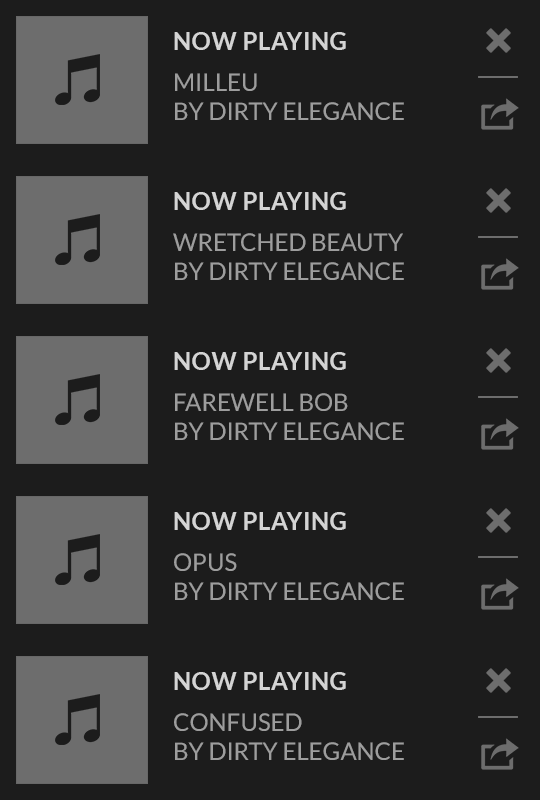 NOW PLAYING
MILLEU
BY DIRTY ELEGANCE
NOW PLAYING
WRETCHED BEAUTY
BY DIRTY ELEGANCE
NOW PLAYING
FAREWELL BOB
BY DIRTY ELEGANCE
NOW PLAYING
OPUS
BY DIRTY ELEGANCE
NOW PLAYING
CONFUSED
BY DIRTY ELEGANCE